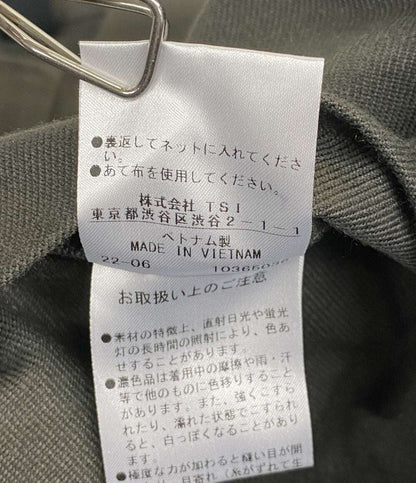 ●裏返してネットに入れてくださ
い。
●あて布を使用してください。
株式会社 TSI
東京都渋谷区渋谷2-1-1
ベトナム製
MADE IN VIETNAM
22-06
お取扱い上のご注意
●素材の特徴上、直射日光や蛍光
灯の長時間の照射により、色あ
せすることがあります。
●濃色品は着用中の摩擦や雨・汗
等で他のものに色移りすること
があります。また、強くこすら
れたり、濡れた状態でこすられ
ると、白っぽくなることがあり
ます。
●極度な力が加わると縫い目が開